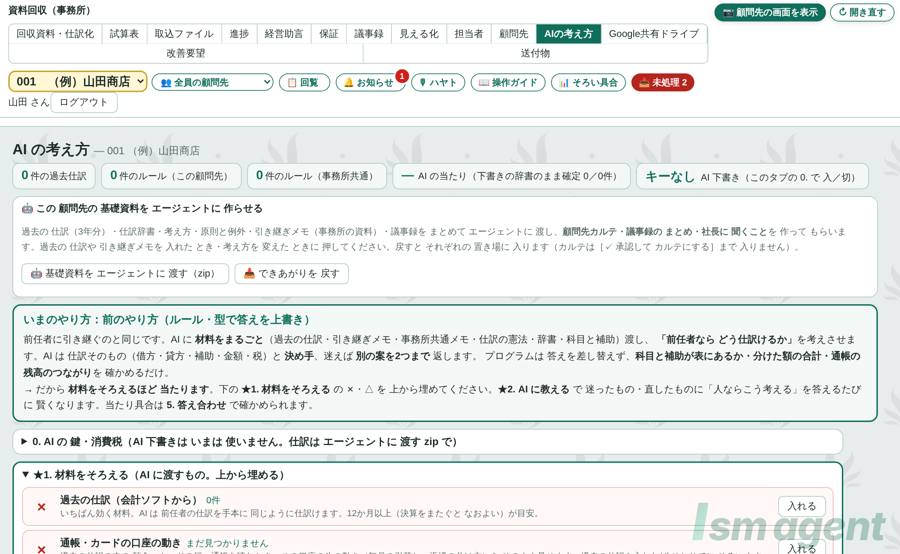 資料回収（事務所）
📷 顧問先の画面を表示
↻ 開き直す
回収資料・仕訳化 試算表 取込ファイル 進捗 経営助言 保証 議事録 見える化 担当者 顧問先 AIの考え方 Google共有ドライブ
改善要望 送付物
001 （例）山田商店
👥 全員の顧問先
📋 回覧
🔔 お知らせ 1
🎙 ハヤト
📖 操作ガイド
📊 そろい具合
📥 未処理 2
山田 さん ログアウト
AI の考え方 — 001 （例）山田商店
0 件の過去仕訳
0 件のルール（この顧問先）
0 件のルール（事務所共通）
— AI の当たり（下書きの辞書のまま確定 0／0件）
キーなし AI 下書き（このタブの 0. で 入／切）
🤖 この 顧問先の 基礎資料を エージェントに 作らせる
過去の 仕訳（3年分）・仕訳辞書・考え方・原則と例外・引き継ぎメモ（事務所の資料）・議事録を まとめて エージェントに 渡し、顧問先カルテ・議事録の まとめ・社長に 聞くことを 作って もらいま
す。過去の 仕訳や 引き継ぎメモを 入れた とき・考え方を 変えた ときに 押してください。戻すと それぞれの 置き場に 入ります（カルテは［✓ 承認して カルテにする］まで 入りません）。
🤖 基礎資料を エージェントに 渡す（zip）
📥 できあがりを 戻す
いまのやり方：前のやり方（ルール・型で答えを上書き）
前任者に引き継ぐのと同じです。AI に 材料をまるごと（過去の仕訳・引き継ぎメモ・事務所共通メモ・仕訳の憲法・辞書・科目と補助）渡し、 「前任者なら どう仕訳けるか」を考えさせま
す。AI は 仕訳そのもの（借方・貸方・補助・金額・税）と 決め手、迷えば 別の案を2つまで 返します。 プログラムは 答えを差し替えず、科目と補助が表にあるか・分けた額の合計・通帳の
残高のつながりを 確かめるだけ。
→ だから 材料をそろえるほど 当たります。下の ★1. 材料をそろえる の ×・△ を 上から埋めてください。★2. AI に教える で 迷ったもの・直したものに「人ならこう考える」を答えるたび
に 賢くなります。当たり具合は 5. 答え合わせ で確かめられます。
▶ 0. AI の 鍵・消費税（AI 下書きは いまは 使いません。仕訳は エージェントに 渡す zip で）
▼ ★1. 材料をそろえる（AI に渡すもの。上から埋める）
× 過去の仕訳（会計ソフトから） 0件
いちばん効く材料。AI は 前任者の仕訳を手本に 同じように仕訳けます。12か月以上（決算をまたぐと なおよい）が目安。
入れる
× 通帳・カードの口座の動き まだ見つかりません
Ism agent